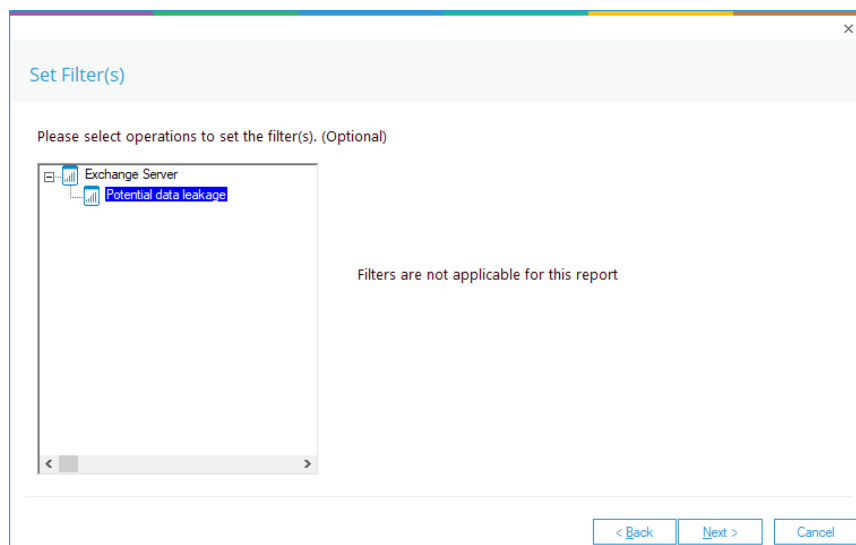 Set Filter(s)
Please select operations to set the filter(s). (Optional)
Exchange Server
Potential data leakage
Filters are not applicable for this report
< Back
Next >
Cancel